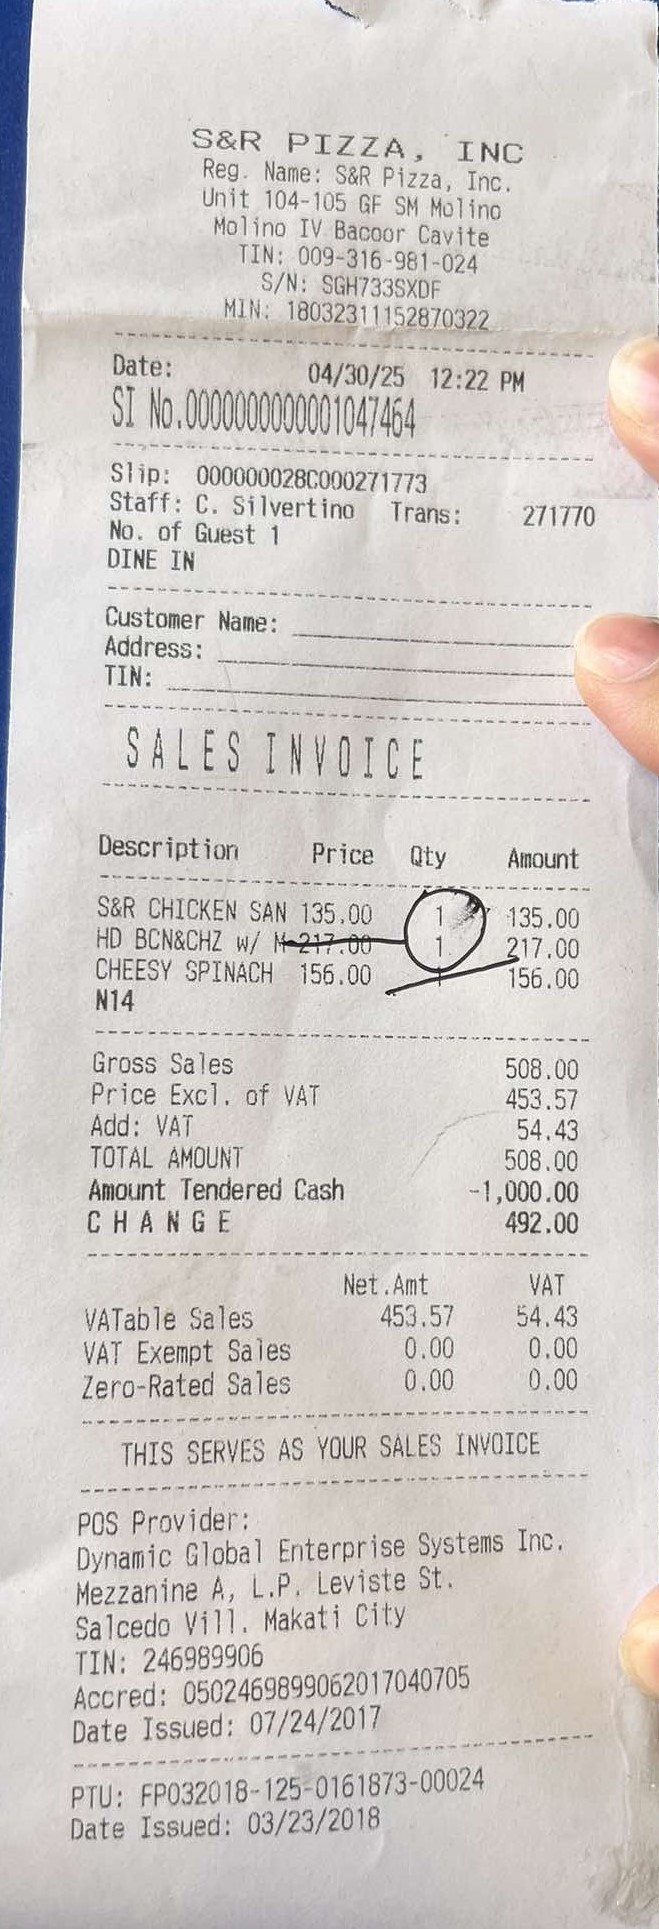 S&R PIZZA, INC
Reg. Name: S&R Pizza, Inc.
Unit 104-105 GF SM Molino
Molino IV Bacoor Cavite
TIN: 009-316-981-024
S/N: SGH733SXDF
MIN: 18032311152870322
Date: 04/30/25 12:22 PM
SI No.0000000000001047464
Slip: 000000028C000271773
Staff: C. Silvertino Trans: 271770
No. of Guest 1
DINE IN
Customer Name:
Address:
TIN:
SALES INVOICE
Description Price Qty Amount
S&R CHICKEN SAN 135.00 1 135.00
HD BCN&CHZ w/ M 217.00 1 217.00
CHEESY SPINACH 156.00 1 156.00
N14
Gross Sales 508.00
Price Excl. of VAT 453.57
Add: VAT 54.43
TOTAL AMOUNT 508.00
Amount Tendered Cash -1,000.00
CHANGE 492.00
Net.Amt VAT
VATable Sales 453.57 54.43
VAT Exempt Sales 0.00 0.00
Zero-Rated Sales 0.00 0.00
THIS SERVES AS YOUR SALES INVOICE
POS Provider:
Dynamic Global Enterprise Systems Inc.
Mezzanine A, L.P. Leviste St.
Salcedo Vill. Makati City
TIN: 246989906
Accred: 0502469899062017040705
Date Issued: 07/24/2017
PTU: FP032018-125-0161873-00024
Date Issued: 03/23/2018